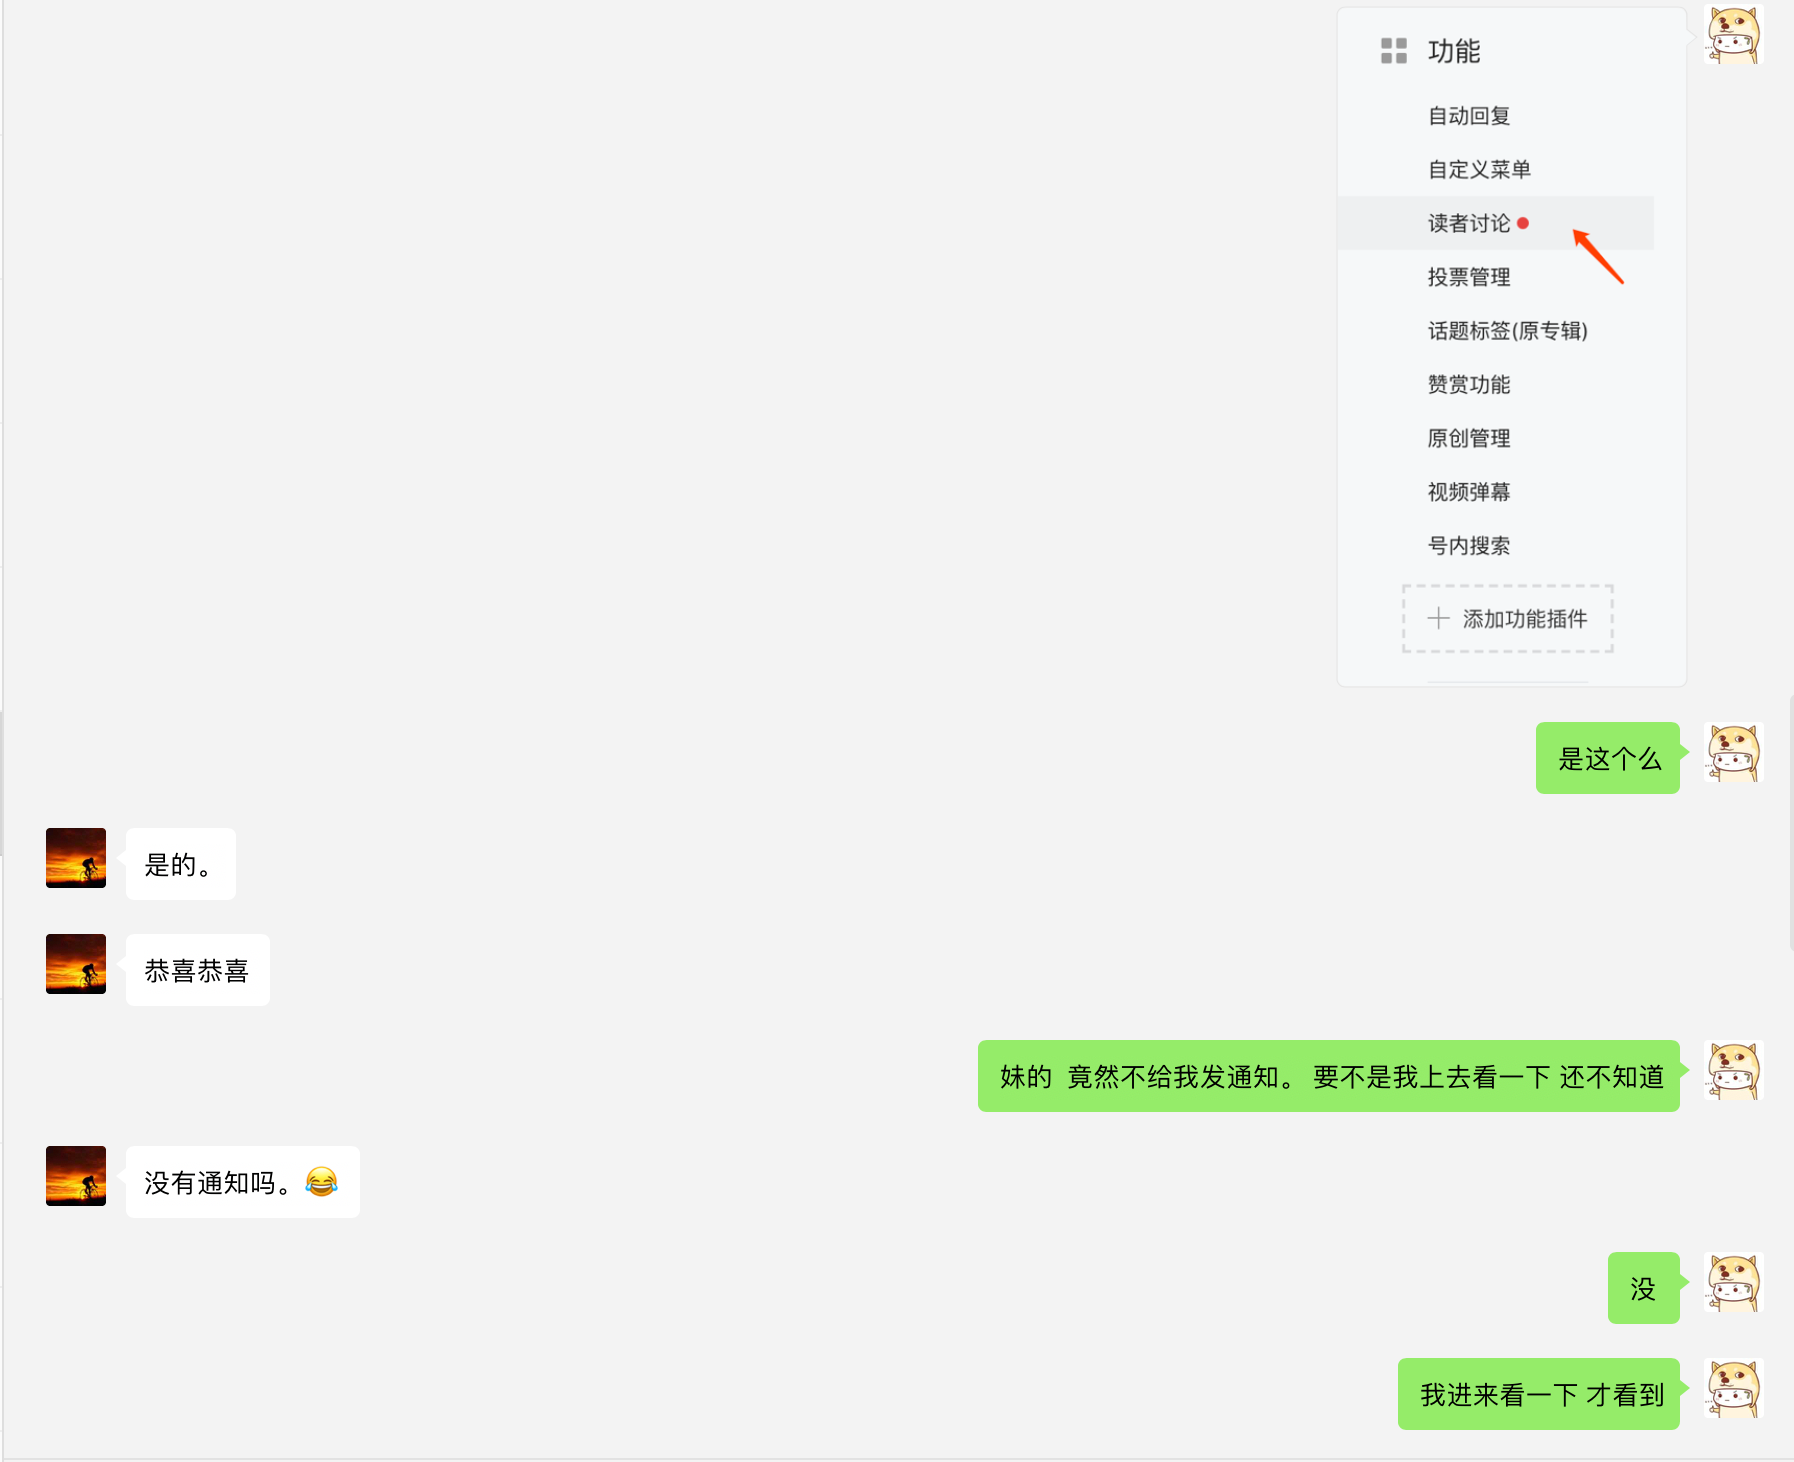 功能
自动回复
自定义菜单
读者讨论
投票管理
话题标签(原专辑)
赞赏功能
原创管理
视频弹幕
号内搜索
添加功能插件
是这个么
是的。
恭喜恭喜
妹的 竟然不给我发通知。 要不是我上去看一下 还不知道
没有通知吗。😂
没
我进来看一下 才看到